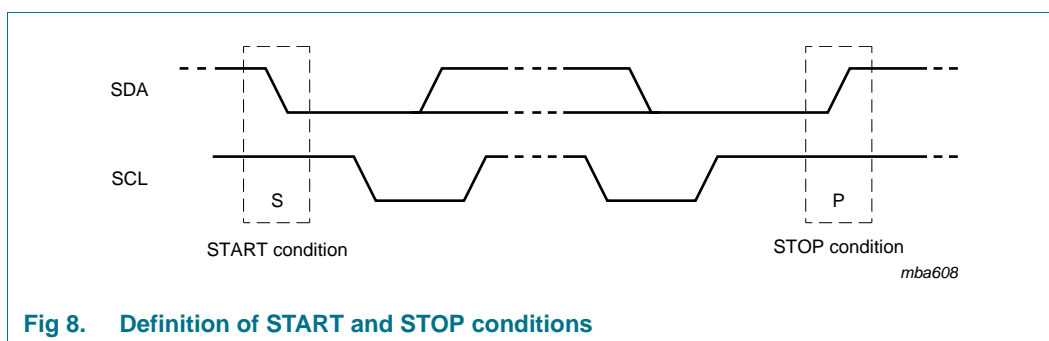 SDA
SCL
S
P
START condition
STOP condition
mba608
Fig 8. Definition of START and STOP conditions